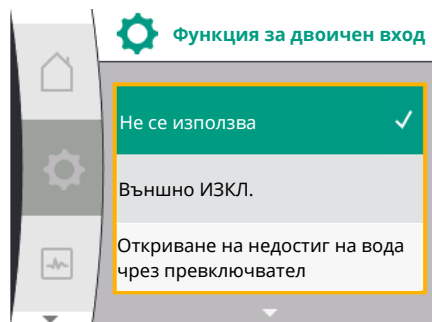 Функция за двоичен вход
Не се използва
Външно ИЗКЛ.
Откриване на недостиг на вода
чрез превключвател